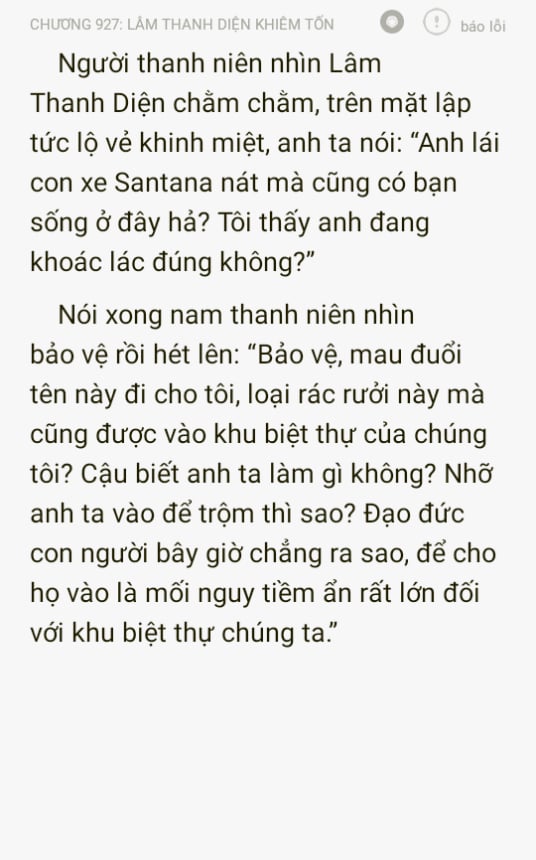 CHƯƠNG 927: LÂM THANH DIỆN KHIÊM TỐN báo lỗi
Người thanh niên nhìn Lâm
Thanh Diện chằm chằm, trên mặt lập
tức lộ vẻ khinh miệt, anh ta nói: “Anh lái
con xe Santana nát mà cũng có bạn
sống ở đây hả? Tôi thấy anh đang
khoác lác đúng không?”
Nói xong nam thanh niên nhìn
bảo vệ rồi hét lên: “Bảo vệ, mau đuổi
tên này đi cho tôi, loại rác rưởi này mà
cũng được vào khu biệt thự của chúng
tôi? Cậu biết anh ta làm gì không? Nhỡ
anh ta vào để trộm thì sao? Đạo đức
con người bây giờ chẳng ra sao, để cho
họ vào là mối nguy tiềm ẩn rất lớn đối
với khu biệt thự chúng ta.”